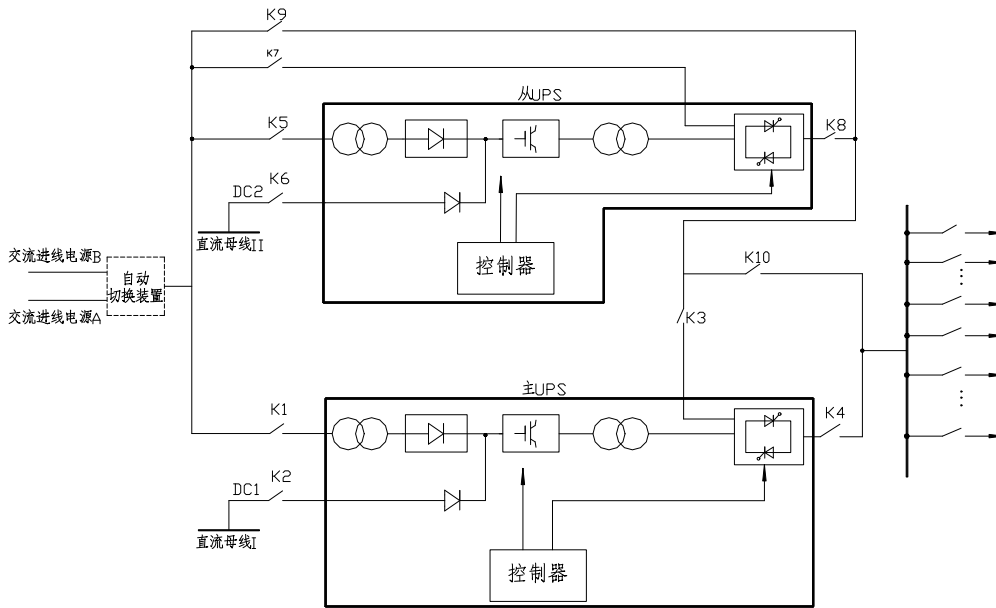 K9
K7
从UPS
K5
K8
K6
DC2
直流母线II
交流进线电源B
自动
切换装置
交流进线电源A
控制器
K10
K3
主UPS
K1
K4
K2
DC1
直流母线I
控制器